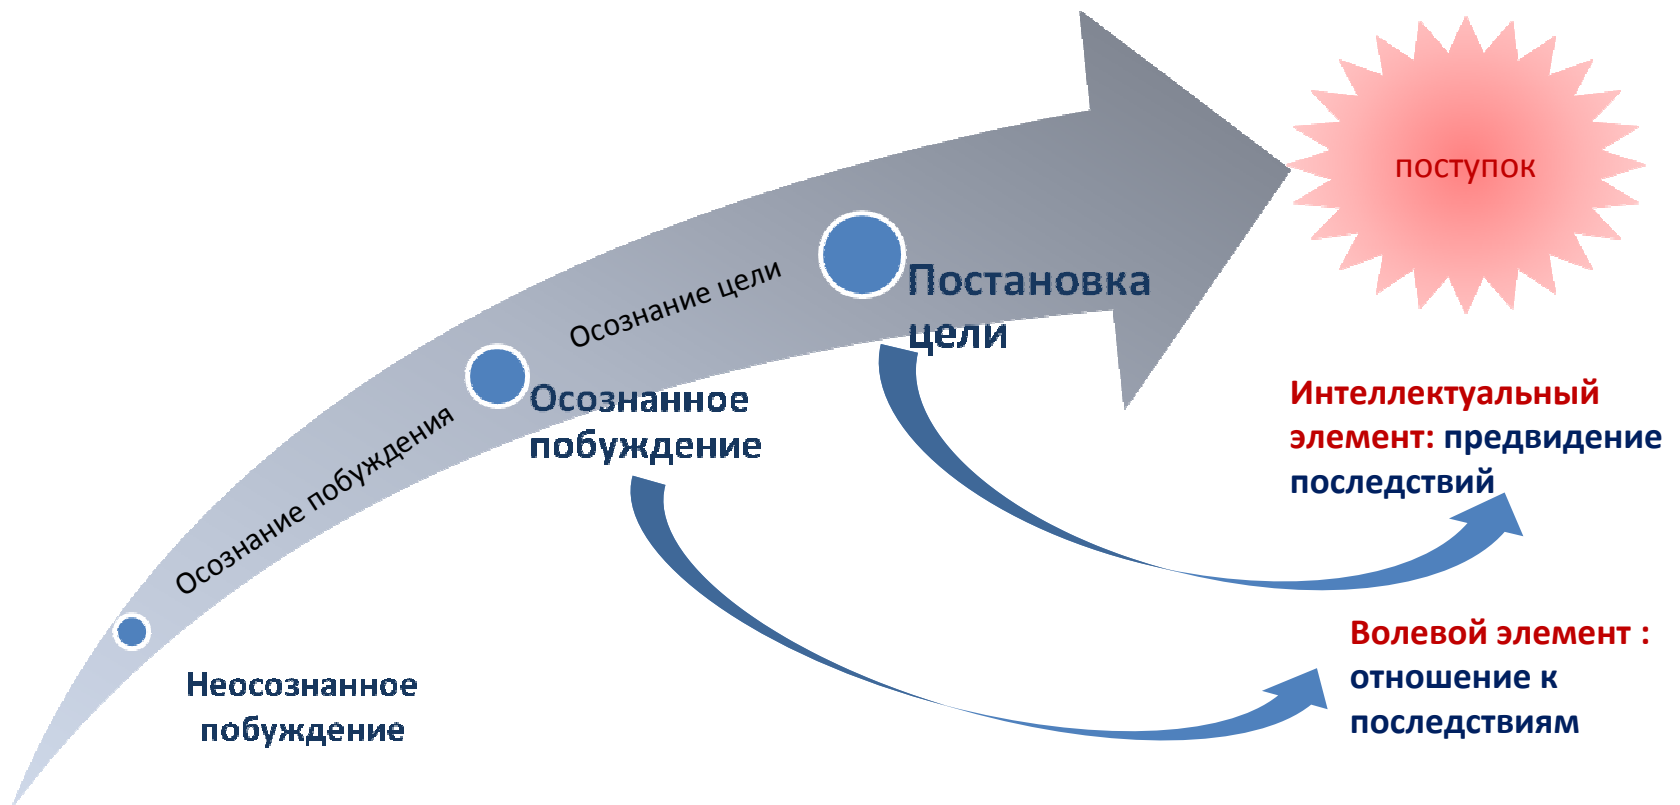 поступок
Осознание цели
Постановка
цели
Осознанное
побуждение
Осознание побуждения
Неосознанное
побуждение
Интеллектуальный
элемент: предвидение
последствий
Волевой элемент :
отношение к
последствиям